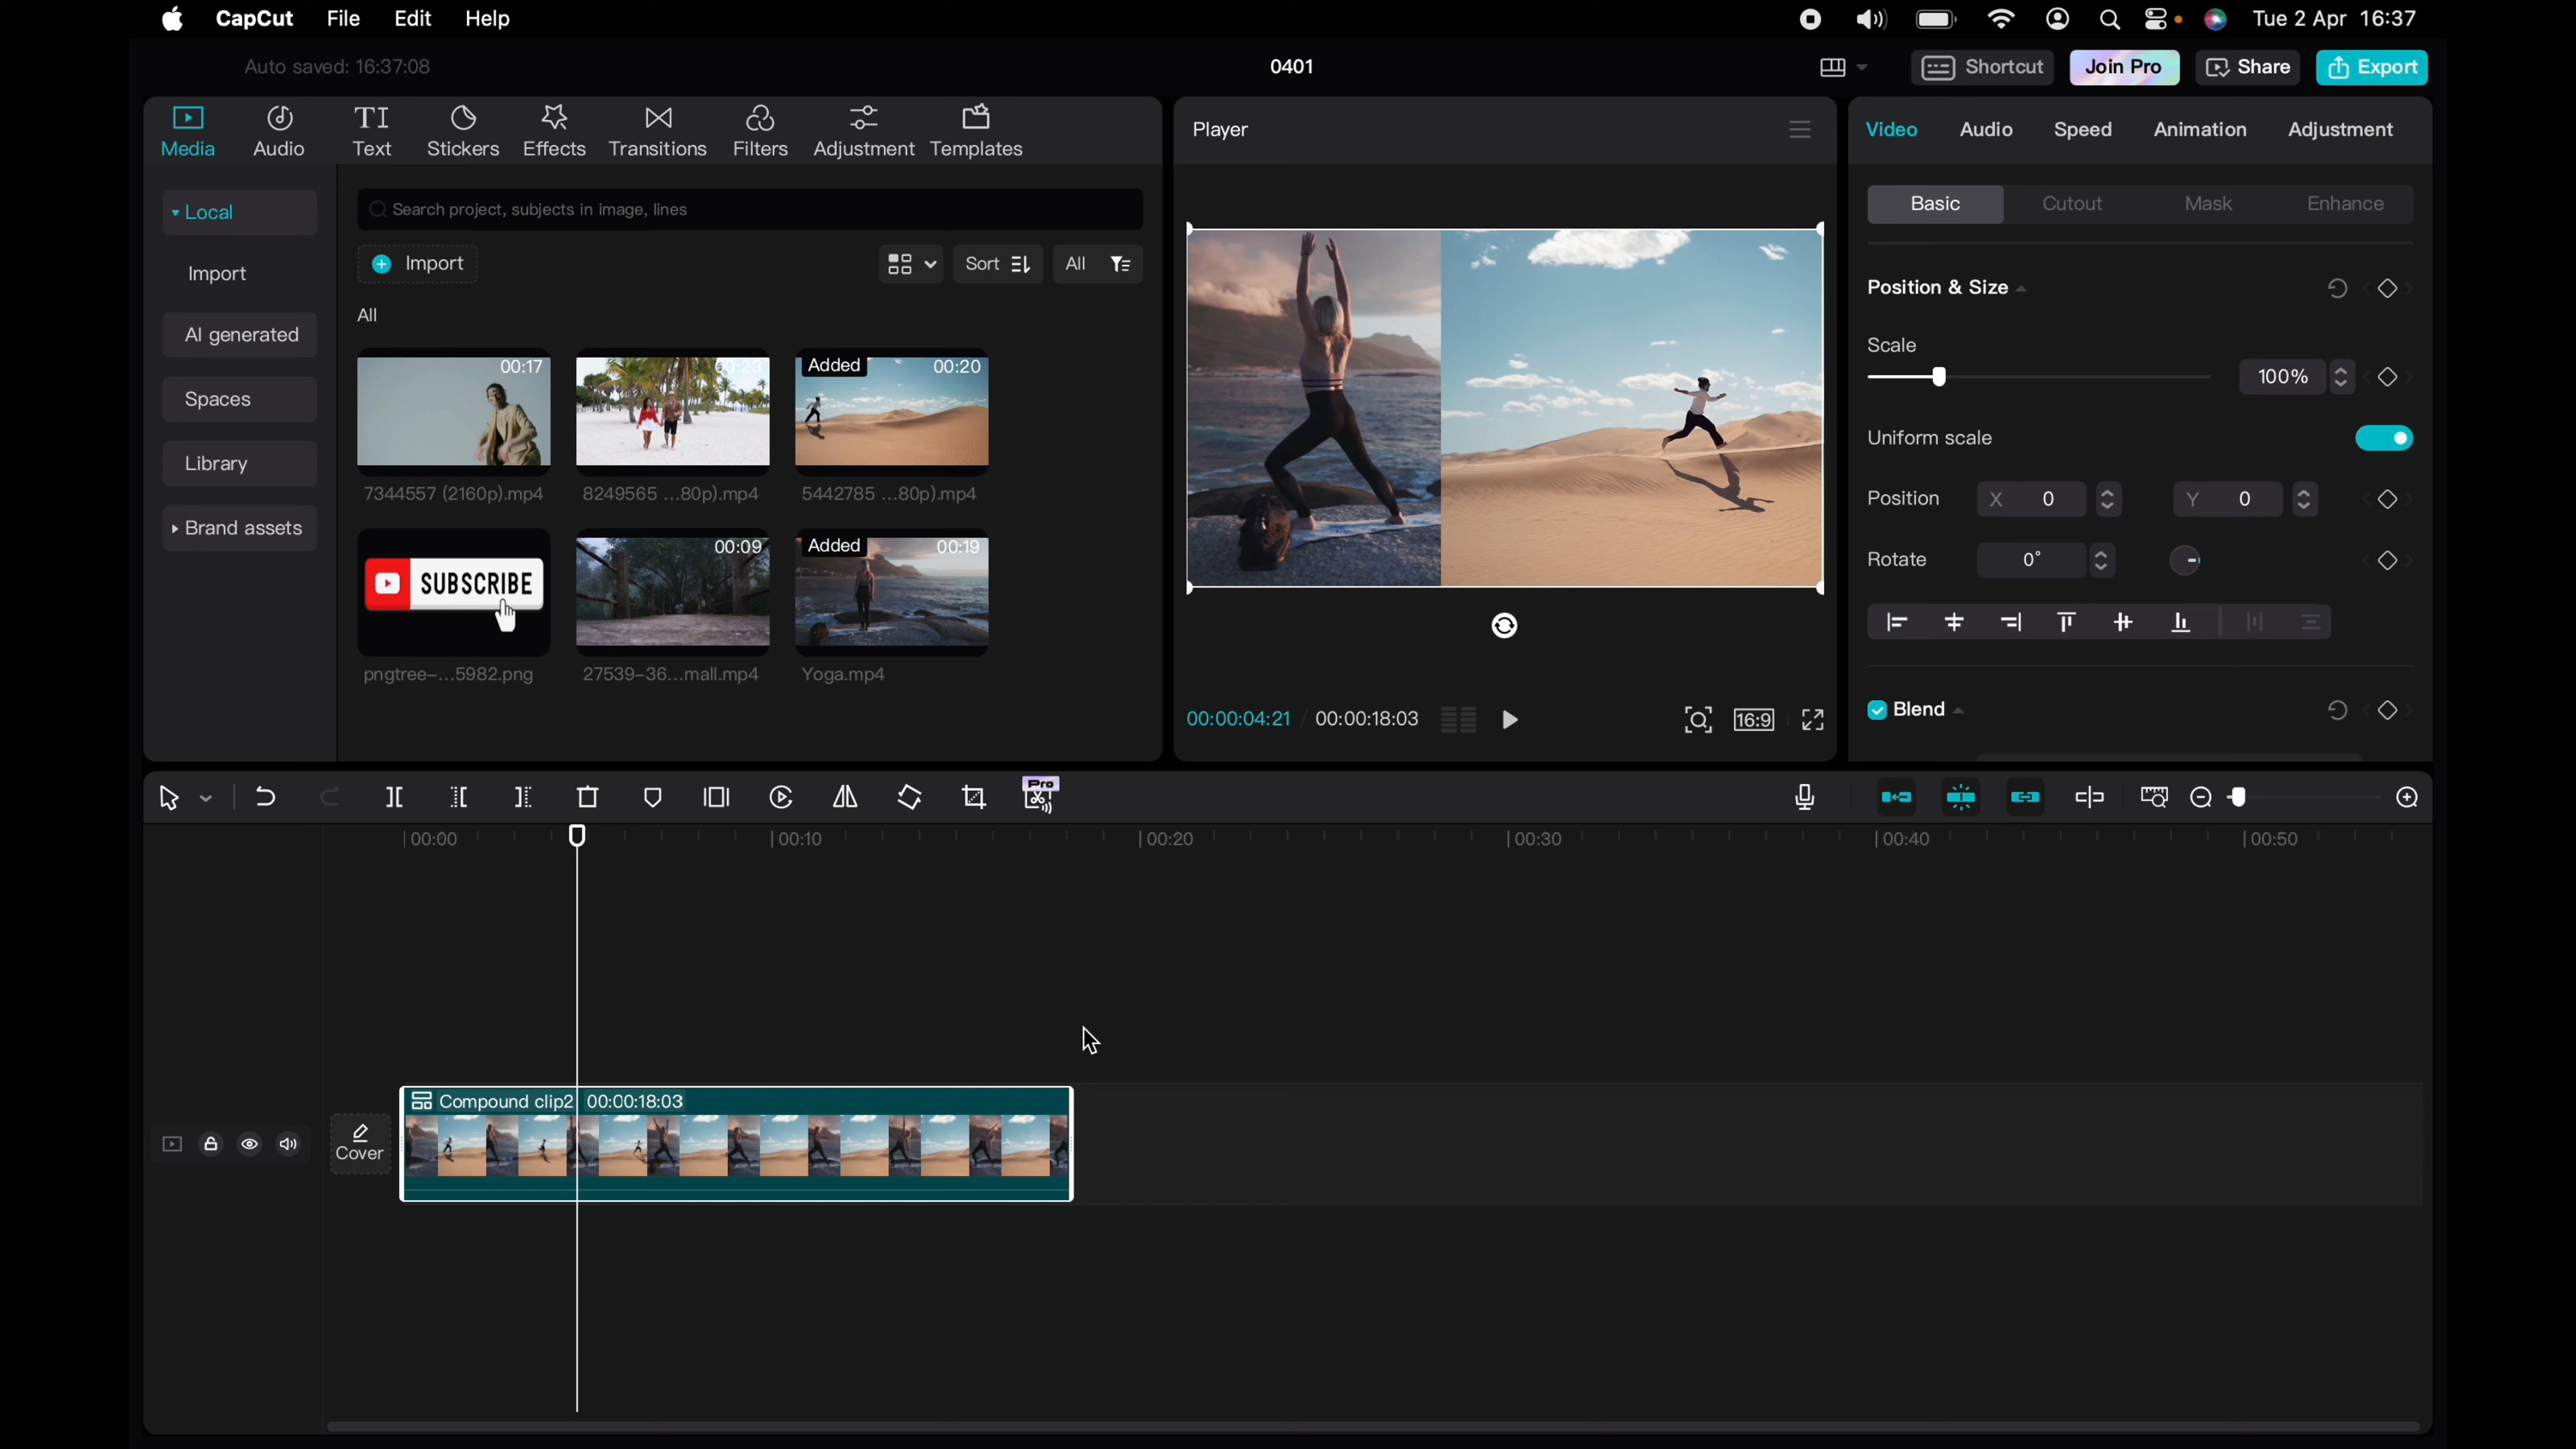 CapCut File Edit Help Tue 2 Apr 16:37
Auto saved: 16:37:08 0401 Shortcut Join Pro Share Export
Media Audio Text Stickers Effects Transitions Filters Adjustment Templates
Local
Import
AI generated
Spaces
Library
Brand assets
Search project, subjects in image, lines
Import Sort All
All
00:17 00:23 Added 00:20
7344557 (2160p).mp4 8249565 ...80p).mp4 5442785 ...80p).mp4
SUBSCRIBE 00:09 Added 00:19
pngtree-...5982.png 27539-36...mall.mp4 Yoga.mp4
Player
00:00:04:21 / 00:00:18:03 16:9
Video Audio Speed Animation Adjustment
Basic Cutout Mask Enhance
Position & Size
Scale
100%
Uniform scale
Position X 0 Y 0
Rotate 0°
Blend
Pro
00:00 00:10 00:20 00:30 00:40 00:50
Compound clip2 00:00:18:03
Cover